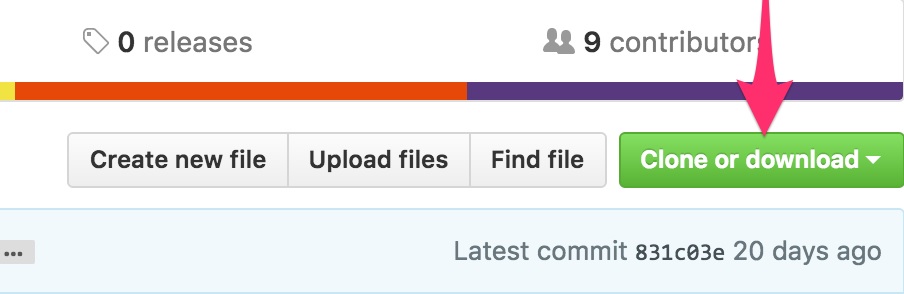 0 releases 9 contributors
Create new file Upload files Find file Clone or download
... Latest commit 831c03e 20 days ago